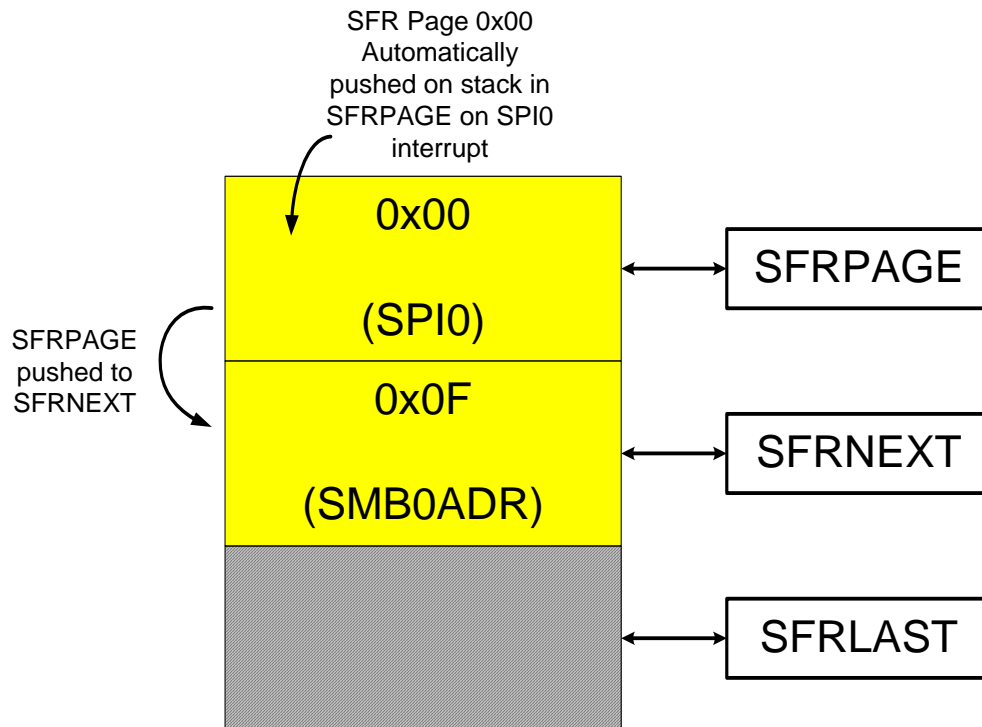 SFR Page 0x00
Automatically
pushed on stack in
SFRPAGE on SPI0
interrupt
0x00
(SPI0)
SFRPAGE
SFRPAGE
pushed to
SFRNEXT
0x0F
(SMB0ADR)
SFRNEXT
SFRLAST